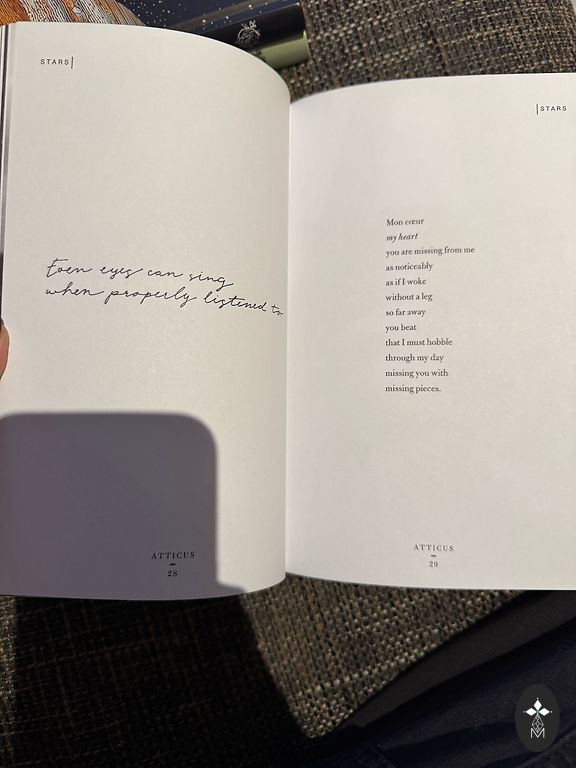 STARS
Even eyes can sing
when properly listened to
ATTICUS
28
STARS
Mon cœur
my heart
you are missing from me
as noticeably
as if I woke
without a leg
so far away
you beat
that I must hobble
through my day
missing you with
missing pieces.
ATTICUS
29
M